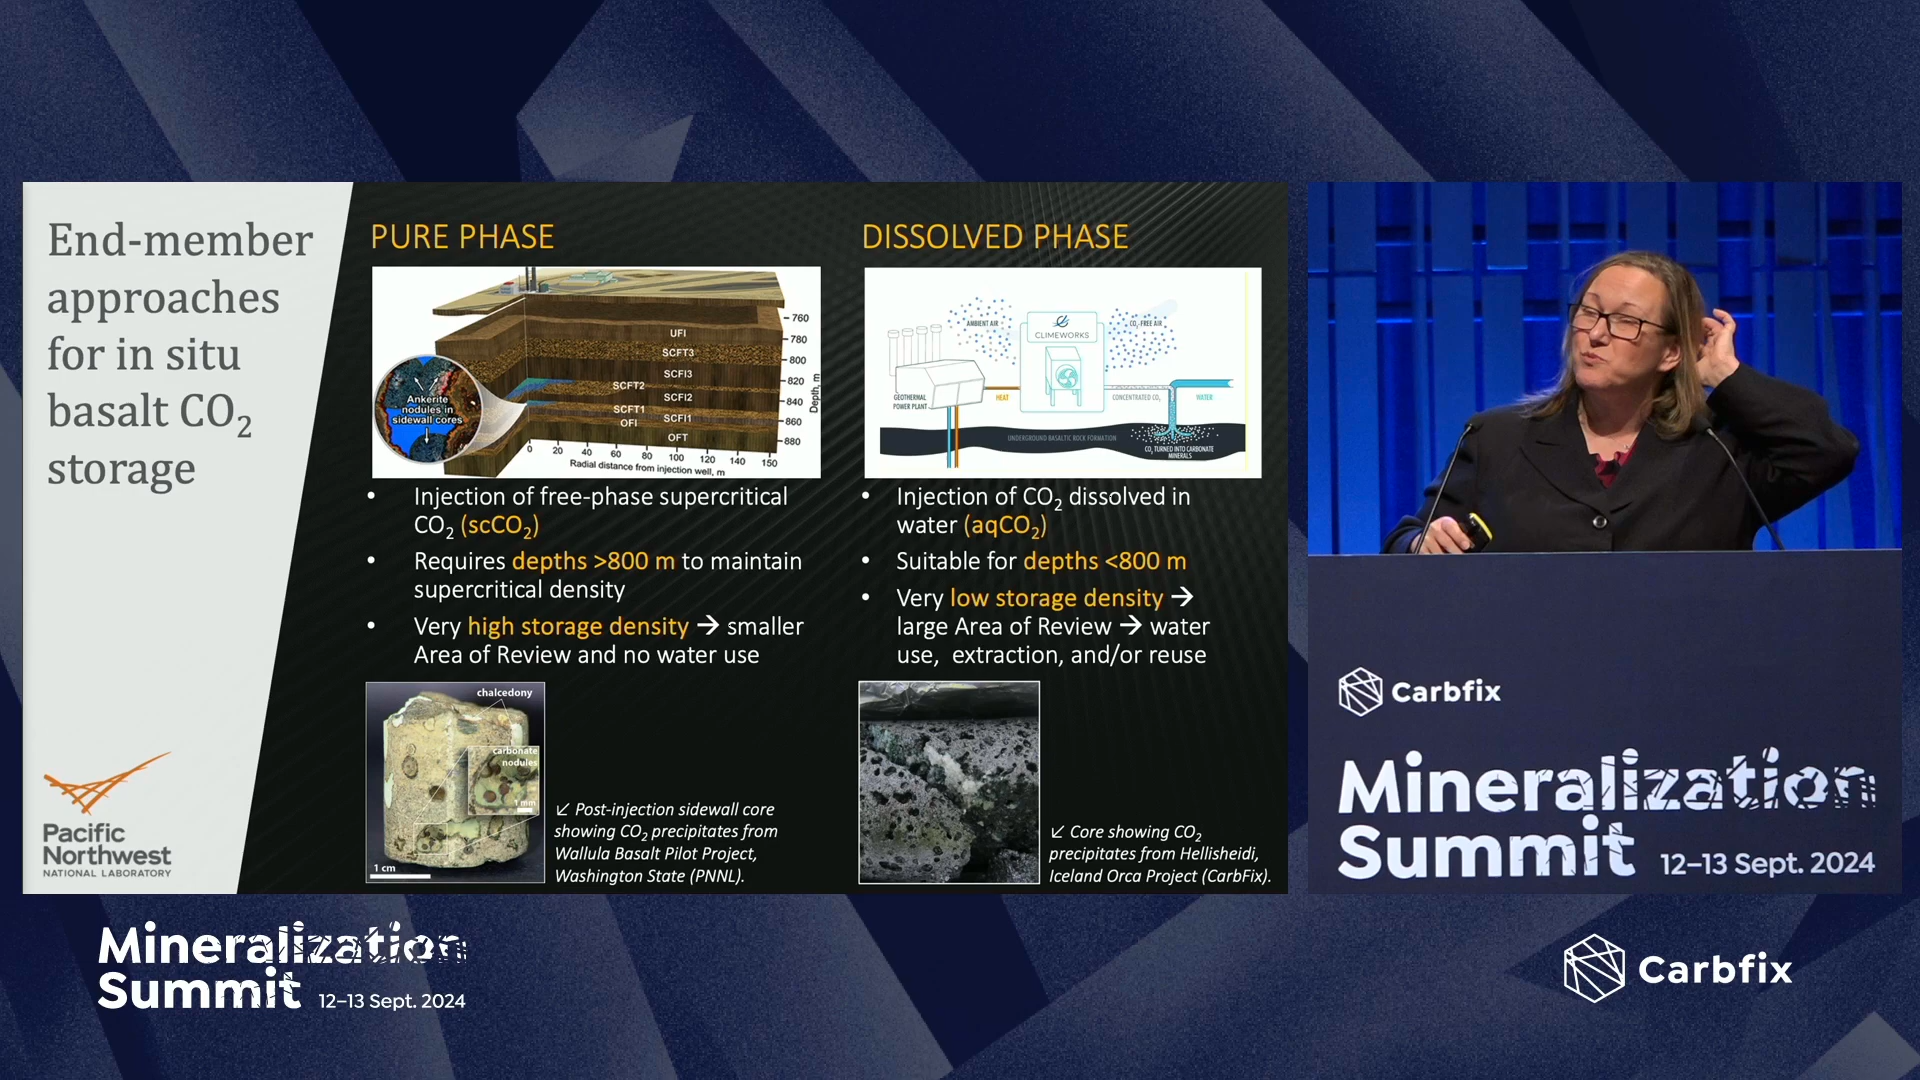 End-member
approaches
for in situ
basalt CO₂
storage
Pacific
Northwest
NATIONAL LABORATORY
PURE PHASE
UFI
SCFT3
SCFI3
SCFT2
SCFI2
SCFT1
SCFI1
OFI
OFT
760
780
800
820
840
860
880
Depth, m
0 20 40 60 80 100 120 140 150
Radial distance from injection well, m
Ankerite
nodules in
sidewall cores
• Injection of free-phase supercritical
CO₂ (scCO₂)
• Requires depths >800 m to maintain
supercritical density
• Very high storage density → smaller
Area of Review and no water use
chalcedony
carbonate
nodules
1 mm
1 cm
↙ Post-injection sidewall core
showing CO₂ precipitates from
Wallula Basalt Pilot Project,
Washington State (PNNL).
DISSOLVED PHASE
AMBIENT AIR
CLIMEWORKS
CO₂-FREE AIR
GEOTHERMAL
POWER PLANT
HEAT
CONCENTRATED CO₂
WATER
UNDERGROUND BASALTIC ROCK FORMATION
CO₂ TURNED INTO CARBONATE
MINERALS
• Injection of CO₂ dissolved in
water (aqCO₂)
• Suitable for depths <800 m
• Very low storage density →
large Area of Review → water
use, extraction, and/or reuse
↙ Core showing CO₂
precipitates from Hellisheidi,
Iceland Orca Project (CarbFix).
Carbfix
Mineralization
Summit 12–13 Sept. 2024
Mineralization
Summit 12–13 Sept. 2024
Carbfix